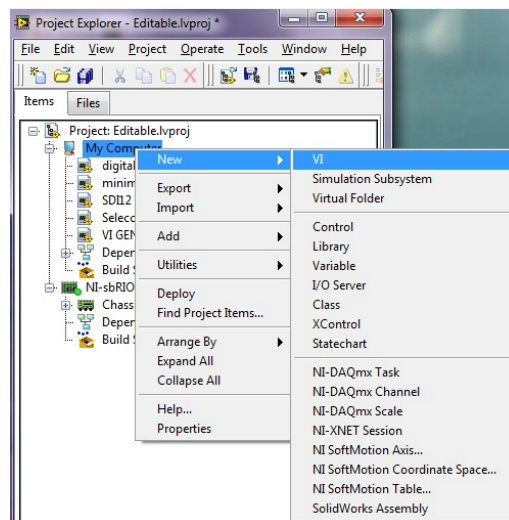 Project Explorer - Editable.lvproj *
File Edit View Project Operate Tools Window Help
Items Files
Project: Editable.lvproj
My Computer
digital
minim
SDI12
Selecc
VI GEN
Depen
Build S
NI-sbRIO
Chass
Depen
Build S
New
Export
Import
Add
Utilities
Deploy
Find Project Items...
Arrange By
Expand All
Collapse All
Help...
Properties
VI
Simulation Subsystem
Virtual Folder
Control
Library
Variable
I/O Server
Class
XControl
Statechart
NI-DAQmx Task
NI-DAQmx Channel
NI-DAQmx Scale
NI-XNET Session
NI SoftMotion Axis...
NI SoftMotion Coordinate Space...
NI SoftMotion Table...
SolidWorks Assembly